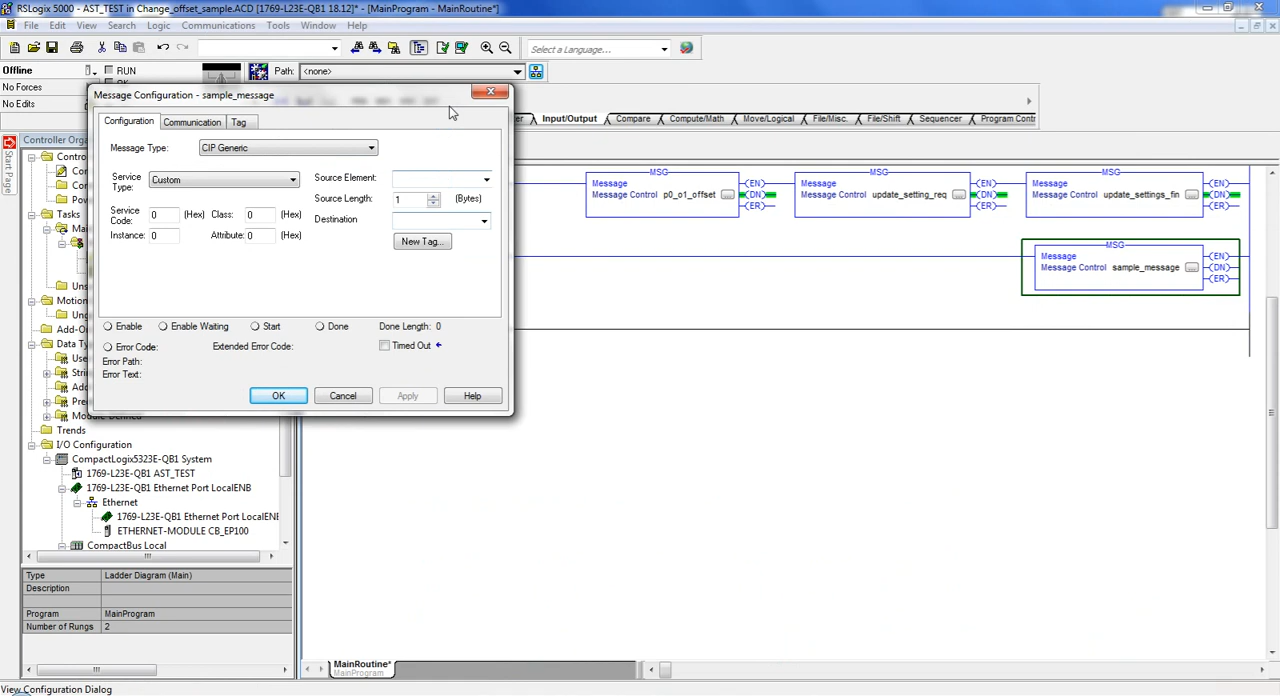 RSLogix 5000 - AST_TEST in Change_offset_sample.ACD [1769-L23E-QB1 18.12]* - [MainProgram - MainRoutine*]
File Edit View Search Logic Communications Tools Window Help
Select a Language...
Offline RUN Path: <none>
No Forces
No Edits
Input/Output Compare Compute/Math Move/Logical File/Misc. File/Shift Sequencer Program Contr
Start Page
Controller Orga
Message Configuration - sample_message
Configuration Communication Tag
Message Type: CIP Generic
Service Type: Custom
Source Element:
Source Length: 1 (Bytes)
Service Code: 0 (Hex) Class: 0 (Hex)
Destination
Instance: 0 Attribute: 0 (Hex)
New Tag...
Enable Enable Waiting Start Done Done Length: 0
Error Code: Extended Error Code: Timed Out
Error Path:
Error Text:
OK Cancel Apply Help
MSG
Message
Message Control p0_o1_offset ...
(EN)
(DN)
(ER)
MSG
Message
Message Control update_setting_req ...
(EN)
(DN)
(ER)
MSG
Message
Message Control update_settings_fin ...
(EN)
(DN)
(ER)
MSG
Message
Message Control sample_message ...
(EN)
(DN)
(ER)
Tasks
Trends
I/O Configuration
CompactLogix5323E-QB1 System
1769-L23E-QB1 AST_TEST
1769-L23E-QB1 Ethernet Port LocalENB
Ethernet
1769-L23E-QB1 Ethernet Port LocalENB
ETHERNET-MODULE CB_EP100
CompactBus Local
Type Ladder Diagram (Main)
Description
Program MainProgram
Number of Rungs 2
MainRoutine*
MainProgram
View Configuration Dialog